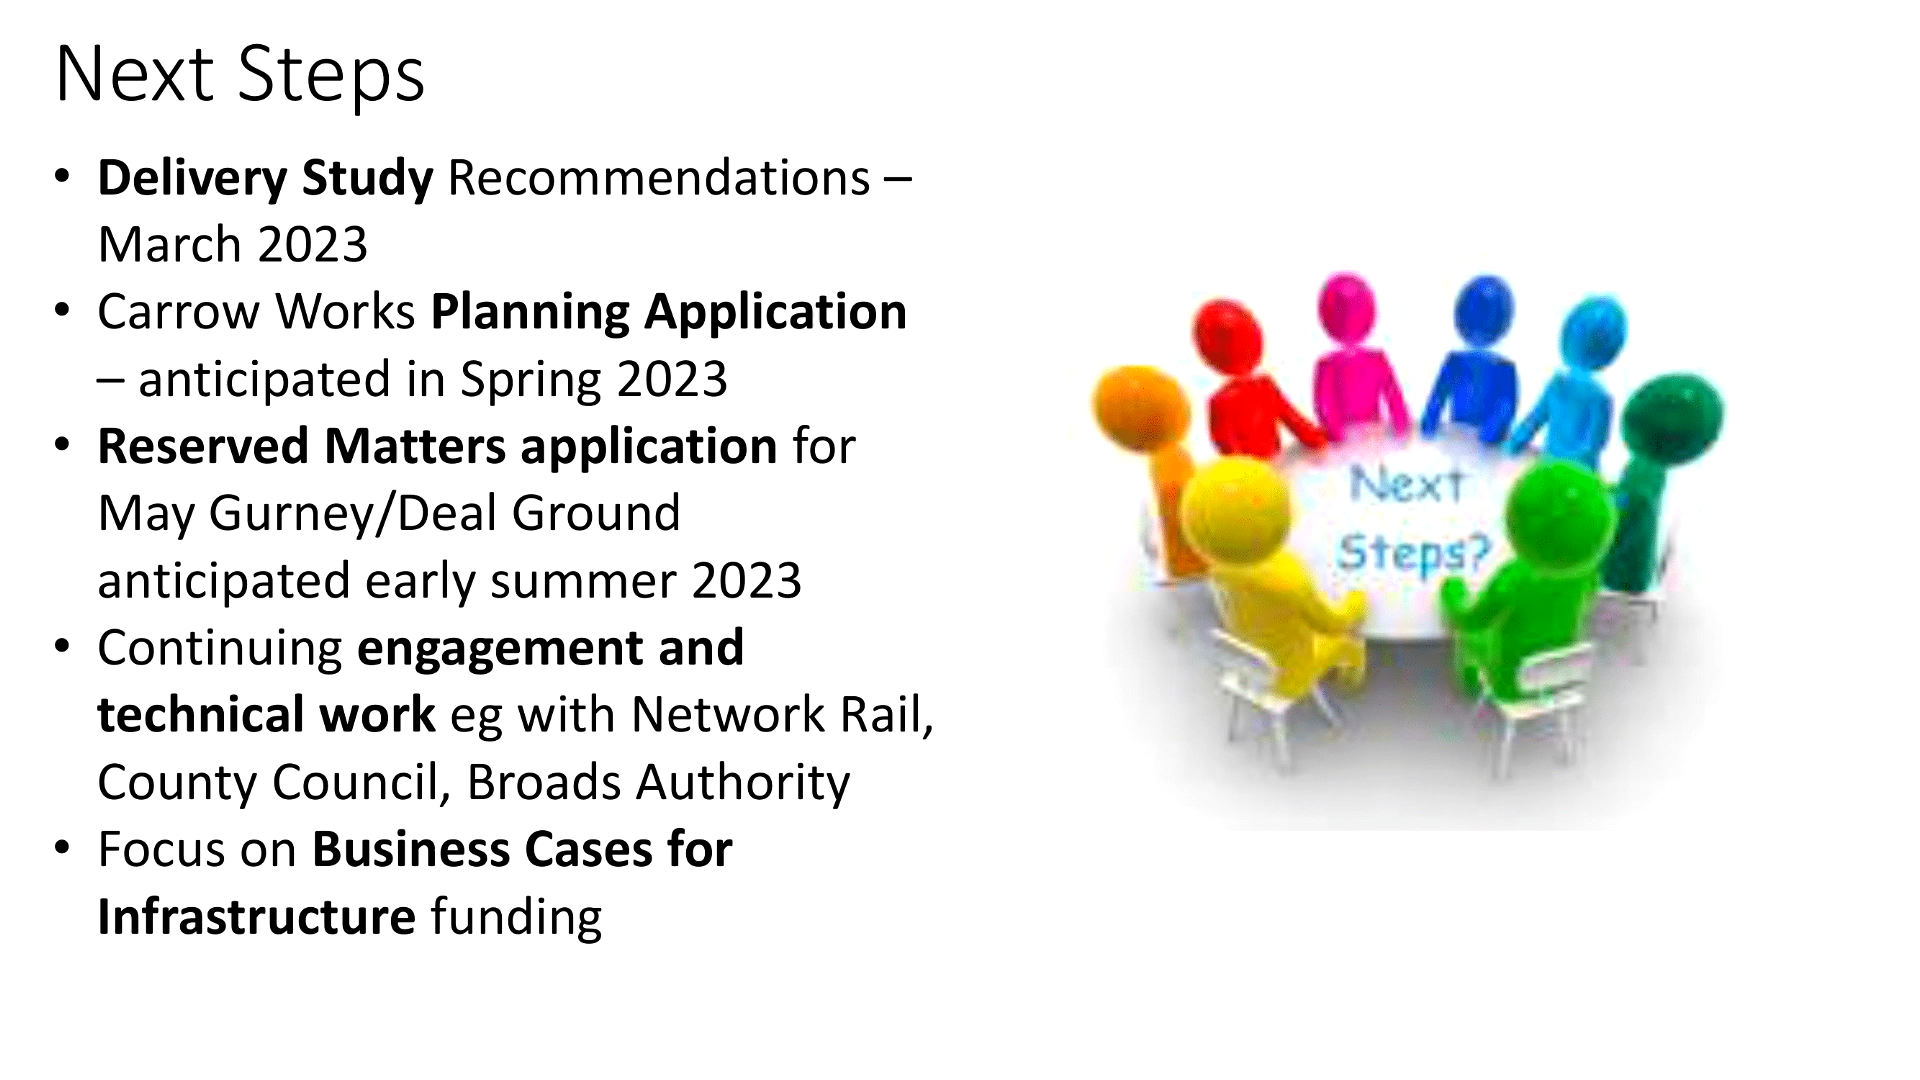 Next Steps
• Delivery Study Recommendations –
March 2023
• Carrow Works Planning Application
– anticipated in Spring 2023
• Reserved Matters application for
May Gurney/Deal Ground
anticipated early summer 2023
• Continuing engagement and
technical work eg with Network Rail,
County Council, Broads Authority
• Focus on Business Cases for
Infrastructure funding
Next
Steps?